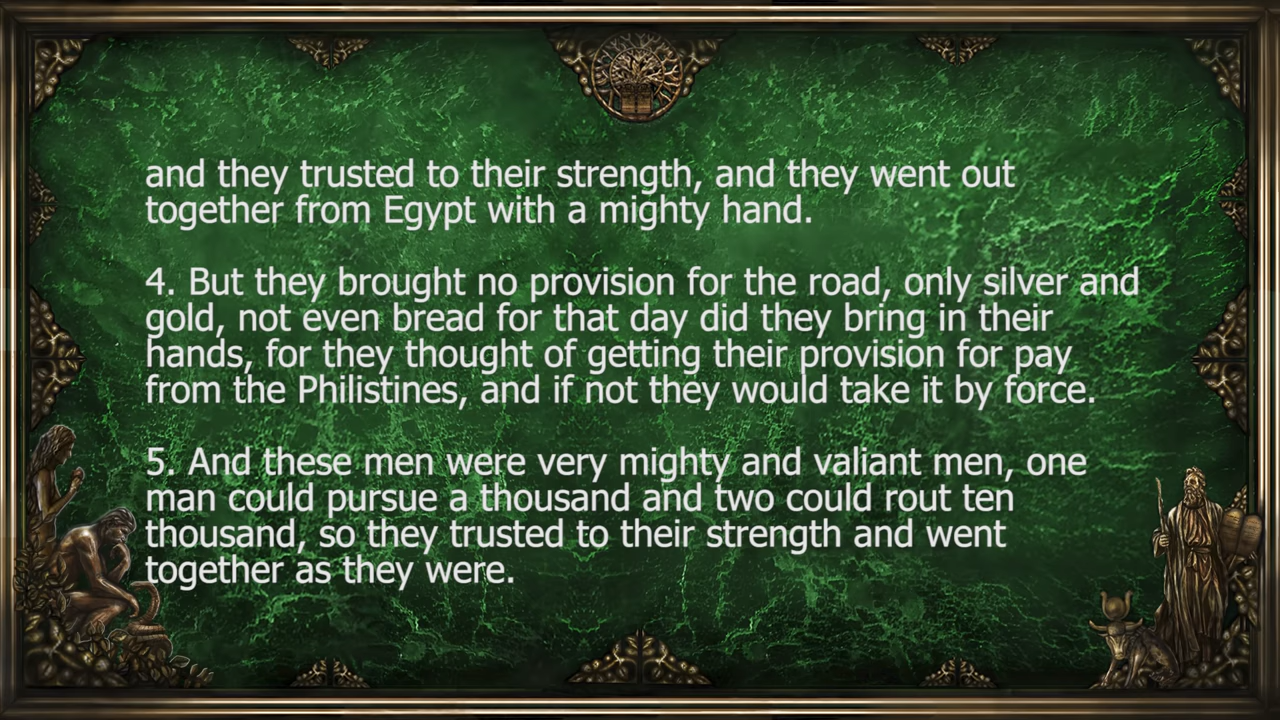 and they trusted to their strength, and they went out
together from Egypt with a mighty hand.
4. But they brought no provision for the road, only silver and
gold, not even bread for that day did they bring in their
hands, for they thought of getting their provision for pay
from the Philistines, and if not they would take it by force.
5. And these men were very mighty and valiant men, one
man could pursue a thousand and two could rout ten
thousand, so they trusted to their strength and went
together as they were.